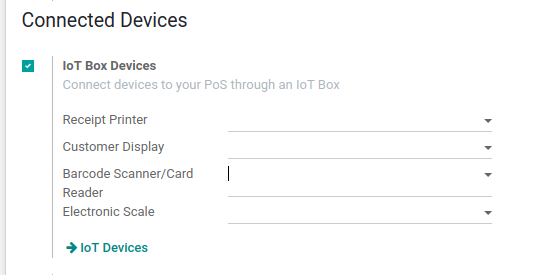 Connected Devices
IoT Box Devices
Connect devices to your PoS through an IoT Box
Receipt Printer
Customer Display
Barcode Scanner/Card
Reader
Electronic Scale
IoT Devices